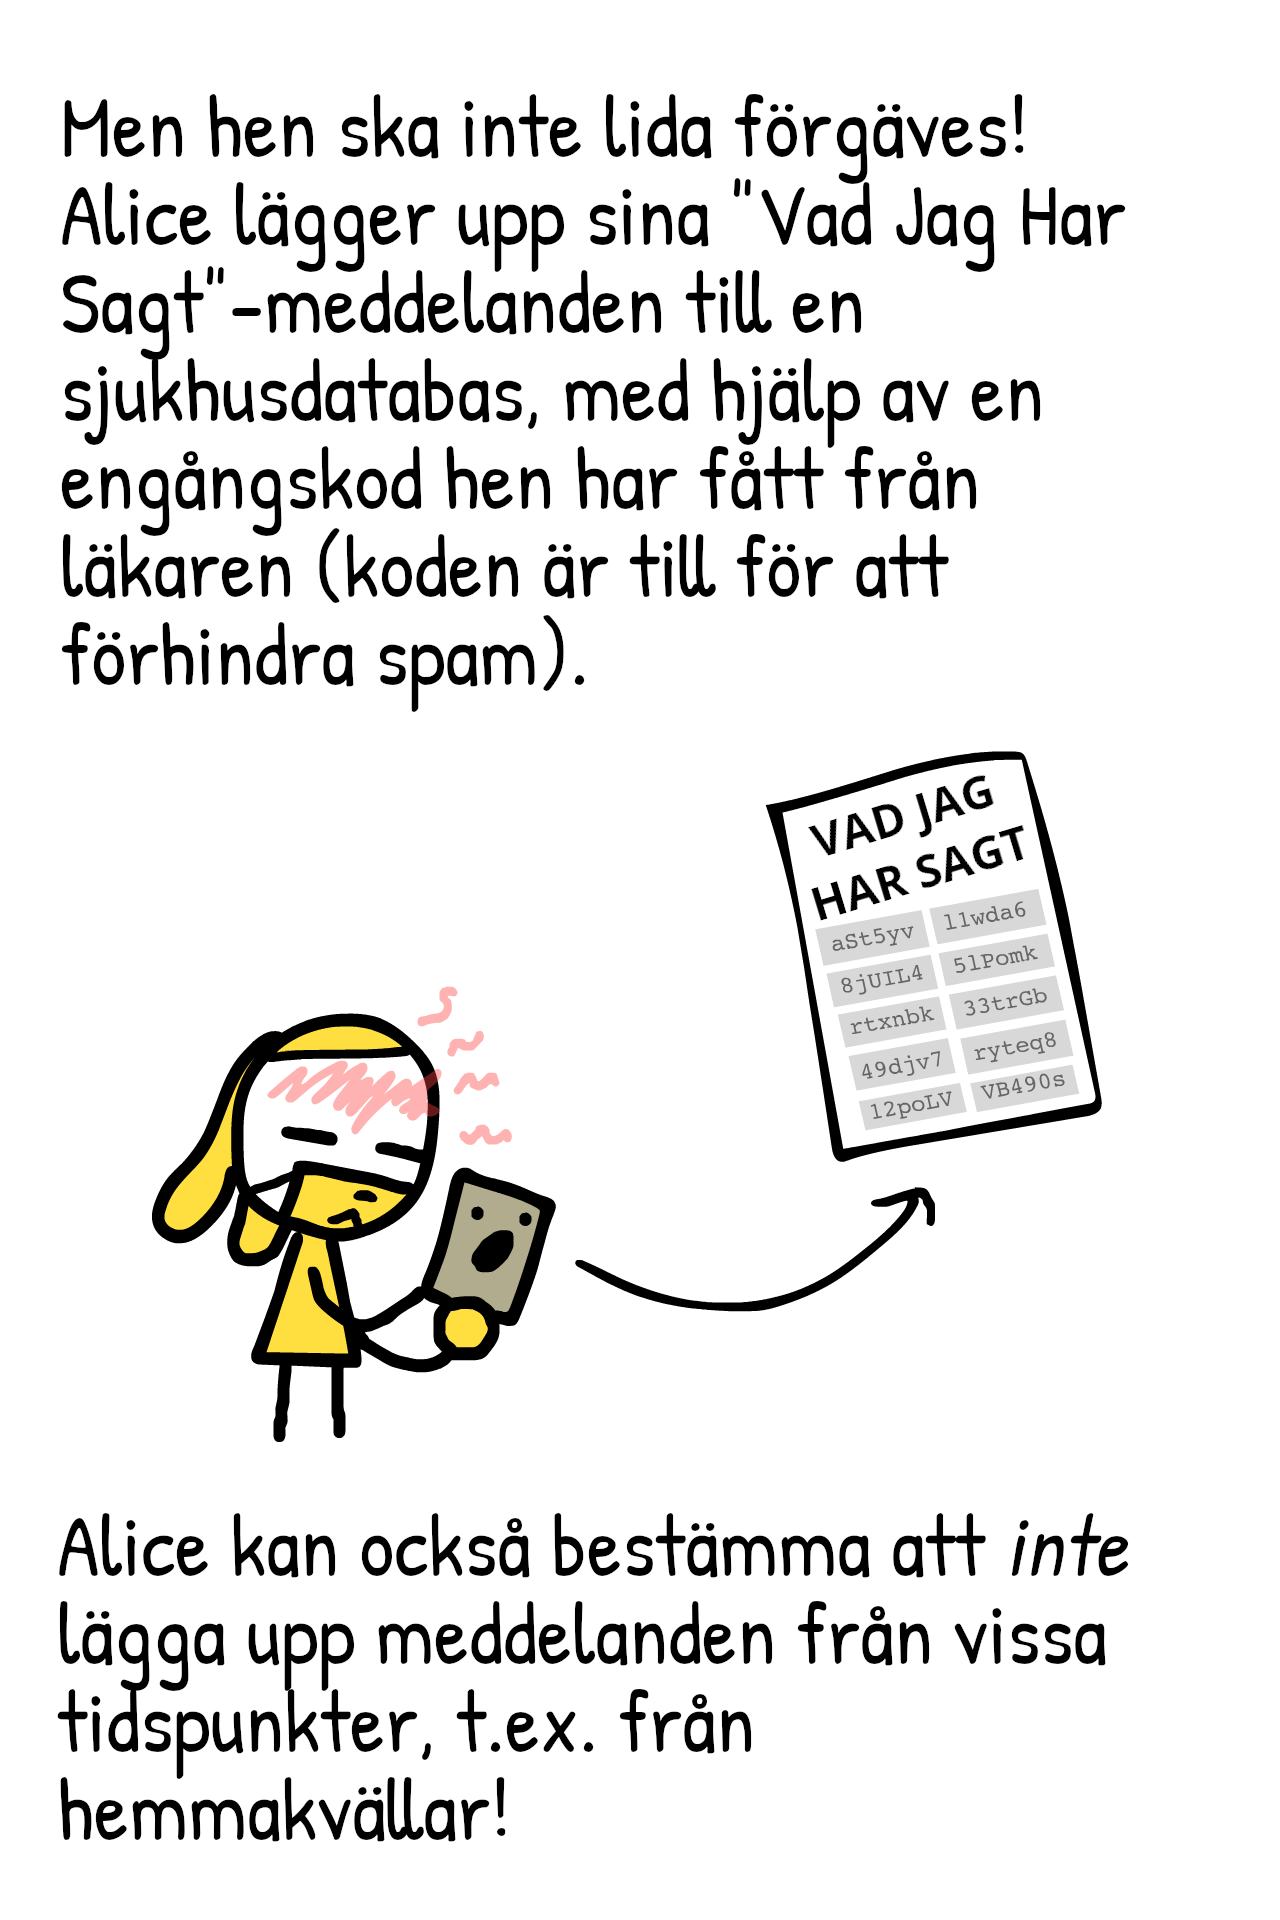 Men hen ska inte lida förgäves!
Alice lägger upp sina "Vad Jag Har
Sagt"-meddelanden till en
sjukhusdatabas, med hjälp av en
engångskod hen har fått från
läkaren (koden är till för att
förhindra spam).
VAD JAG
HAR SAGT
aSt5yv l1wda6
8jUIL4 5lPomk
rtxnbk 33trGb
49djv7 ryteq8
12poLV VB490s
Alice kan också bestämma att inte
lägga upp meddelanden från vissa
tidspunkter, t.ex. från
hemmakvällar!